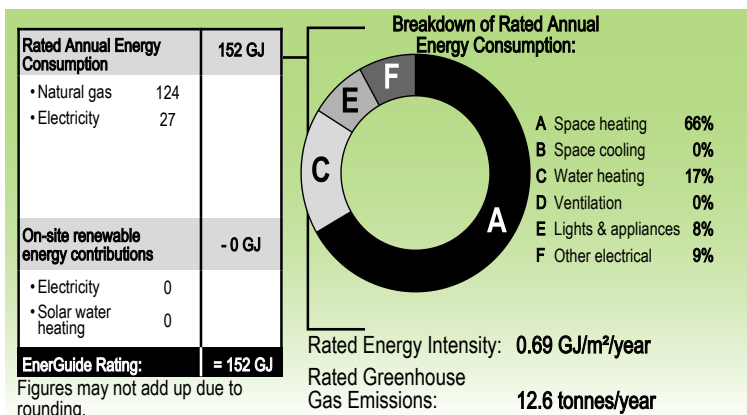 Rated Annual Energy
Consumption
152 GJ
• Natural gas 124
• Electricity 27
On-site renewable
energy contributions
- 0 GJ
• Electricity 0
• Solar water
heating 0
EnerGuide Rating: = 152 GJ
Figures may not add up due to
rounding.
Breakdown of Rated Annual
Energy Consumption:
F
E
C
A
A Space heating 66%
B Space cooling 0%
C Water heating 17%
D Ventilation 0%
E Lights & appliances 8%
F Other electrical 9%
Rated Energy Intensity: 0.69 GJ/m²/year
Rated Greenhouse
Gas Emissions: 12.6 tonnes/year